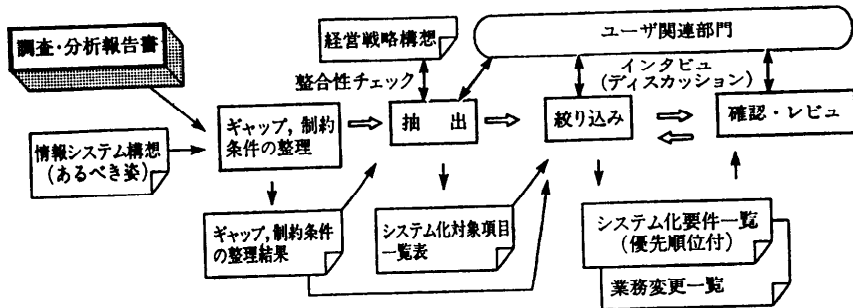 調査・分析報告書
経営戦略構想
ユーザ関連部門
整合性チェック
インタビュ
(ディスカッション)
ギャップ,制約
条件の整理
抽 出
絞り込み
確認・レビュ
情報システム構想
(あるべき姿)
ギャップ,制約条件
の整理結果
システム化対象項目
一覧表
システム化要件一覧
(優先順位付)
業務変更一覧